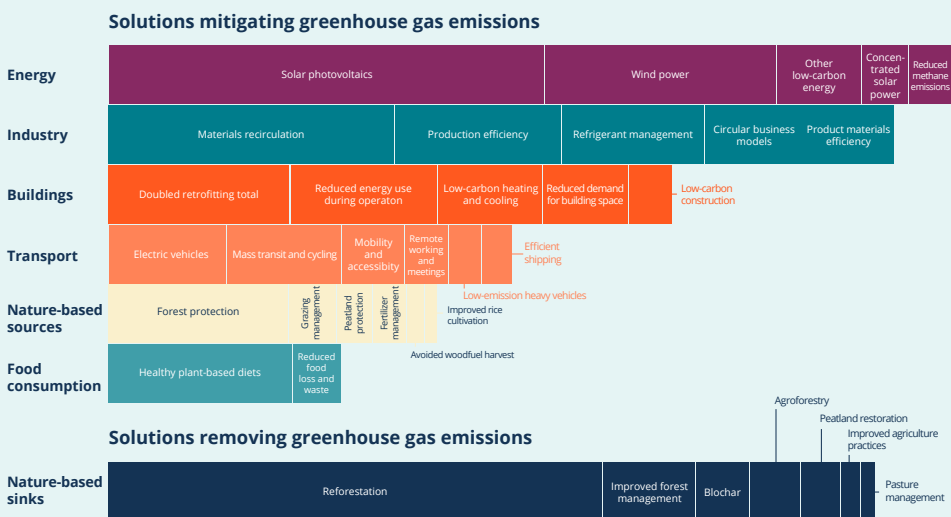 Solutions mitigating greenhouse gas emissions
Energy
Solar photovoltaics
Wind power
Other
low-carbon
energy
Concen-
trated
solar
power
Reduced
methane
emissions
Industry
Materials recirculation
Production efficiency
Refrigerant management
Circular business
models
Product materials
efficiency
Buildings
Doubled retrofitting total
Reduced energy use
during operaton
Low-carbon heating
and cooling
Reduced demand
for building space
Low-carbon
construction
Transport
Electric vehicles
Mass transit and cycling
Mobility
and
accessibity
Remote
working
and
meetings
Efficient
shipping
Low-emission heavy vehicles
Nature-based
sources
Forest protection
Grazing
management
Peatland
protection
Fertilizer
management
Improved rice
cultivation
Avoided woodfuel harvest
Food
consumption
Healthy plant-based diets
Reduced
food
loss and
waste
Solutions removing greenhouse gas emissions
Agroforestry
Peatland restoration
Improved agriculture
practices
Nature-based
sinks
Reforestation
Improved forest
management
Blochar
Pasture
management